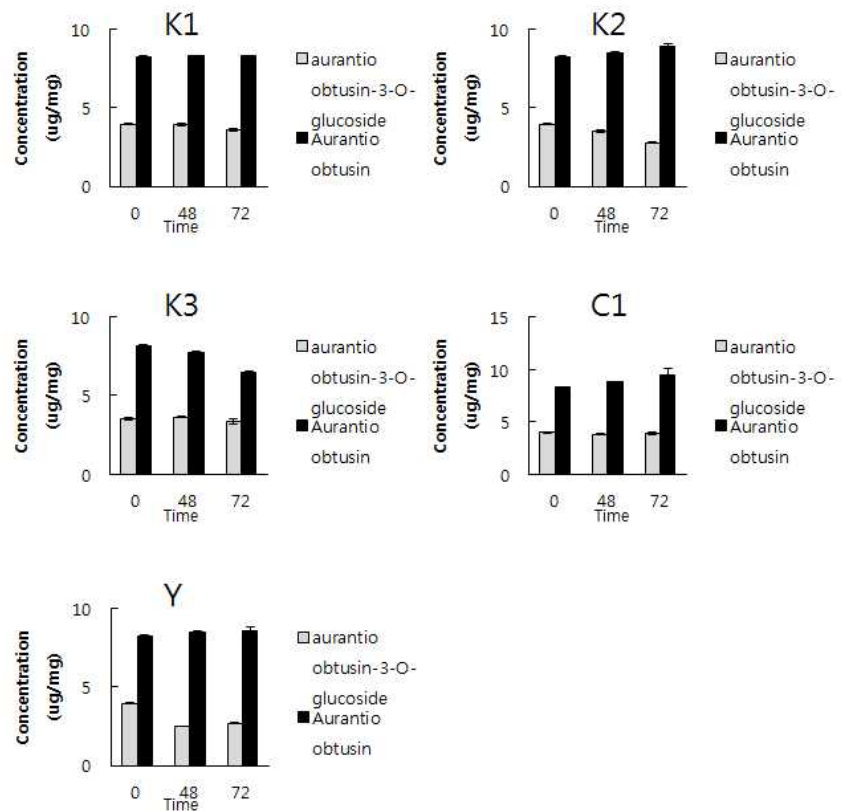 K1
10
5
0
Concentration
(ug/mg)
0 48 72
Time
aurantio
obtusin-3-O-
glucoside
Aurantio
obtusin
K2
10
5
0
Concentration
(ug/mg)
0 48 72
Time
aurantio
obtusin-3-O-
glucoside
Aurantio
obtusin
K3
10
5
0
Concentration
(ug/mg)
0 48 72
Time
aurantio
obtusin-3-O-
glucoside
Aurantio
obtusin
C1
15
10
5
0
Concentration
(ug/mg)
0 48 72
Time
aurantio
obtusin-3-O-
glucoside
Aurantio
obtusin
Y
10
5
0
Concentration
(ug/mg)
0 48 72
Time
aurantio
obtusin-3-O-
glucoside
Aurantio
obtusin